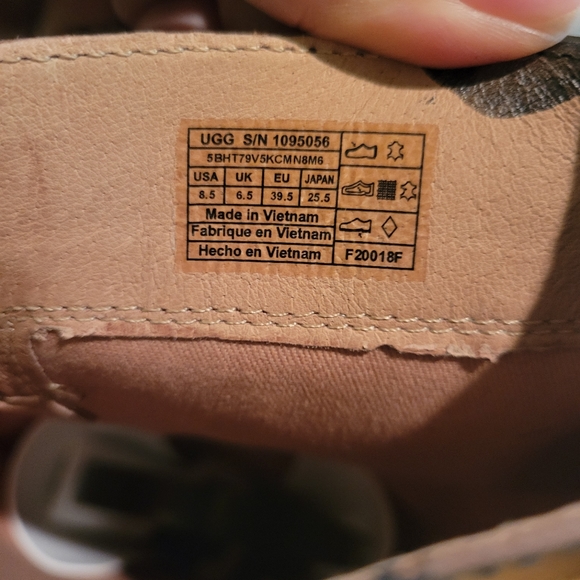 UGG S/N 1095056
5BHT79V5KCMN8M6
USA UK EU JAPAN
8.5 6.5 39.5 25.5
Made in Vietnam
Fabrique en Vietnam
Hecho en Vietnam F20018F